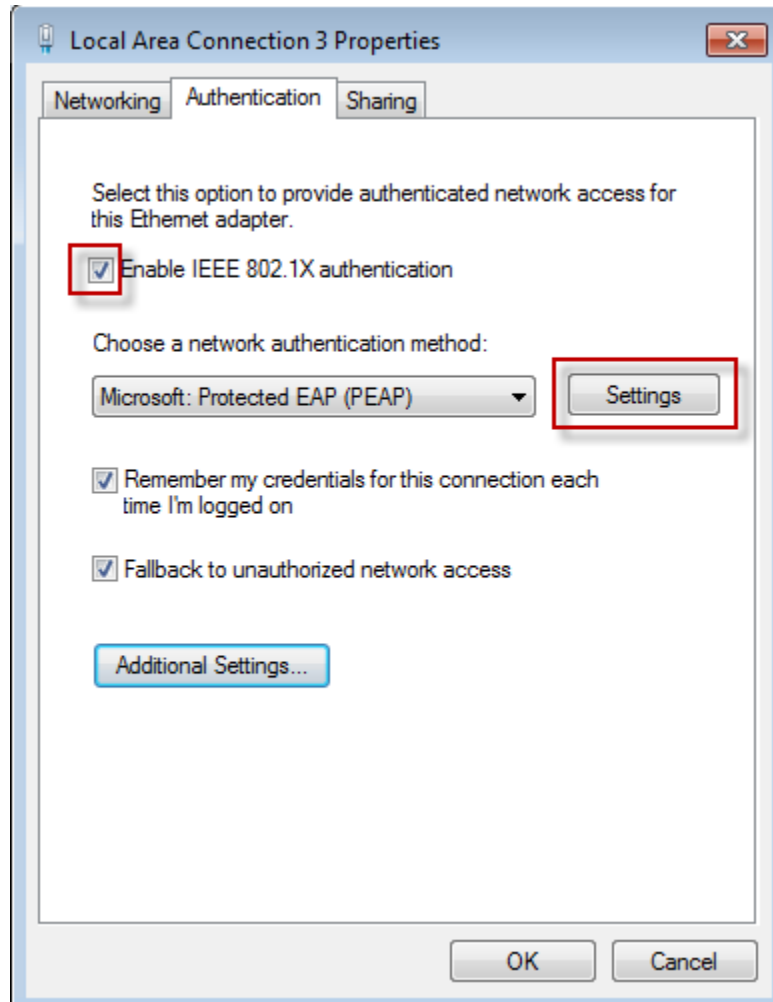 Local Area Connection 3 Properties
Networking
Authentication
Sharing
Select this option to provide authenticated network access for
this Ethernet adapter.
Enable IEEE 802.1X authentication
Choose a network authentication method:
Microsoft: Protected EAP (PEAP)
Settings
Remember my credentials for this connection each
time I'm logged on
Fallback to unauthorized network access
Additional Settings...
OK
Cancel